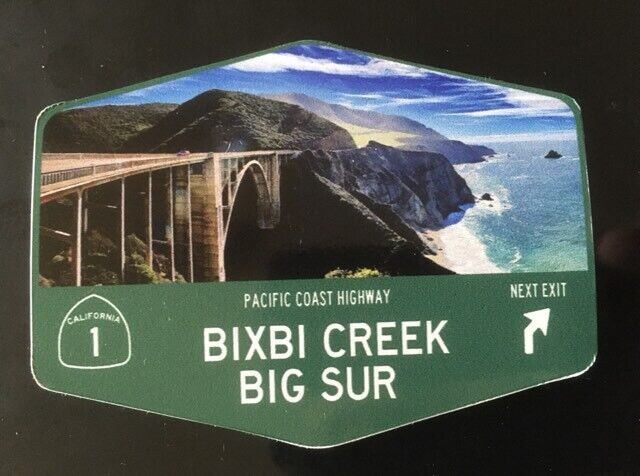 PACIFIC COAST HIGHWAY
NEXT EXIT
CALIFORNIA
1
BIXBI CREEK
BIG SUR